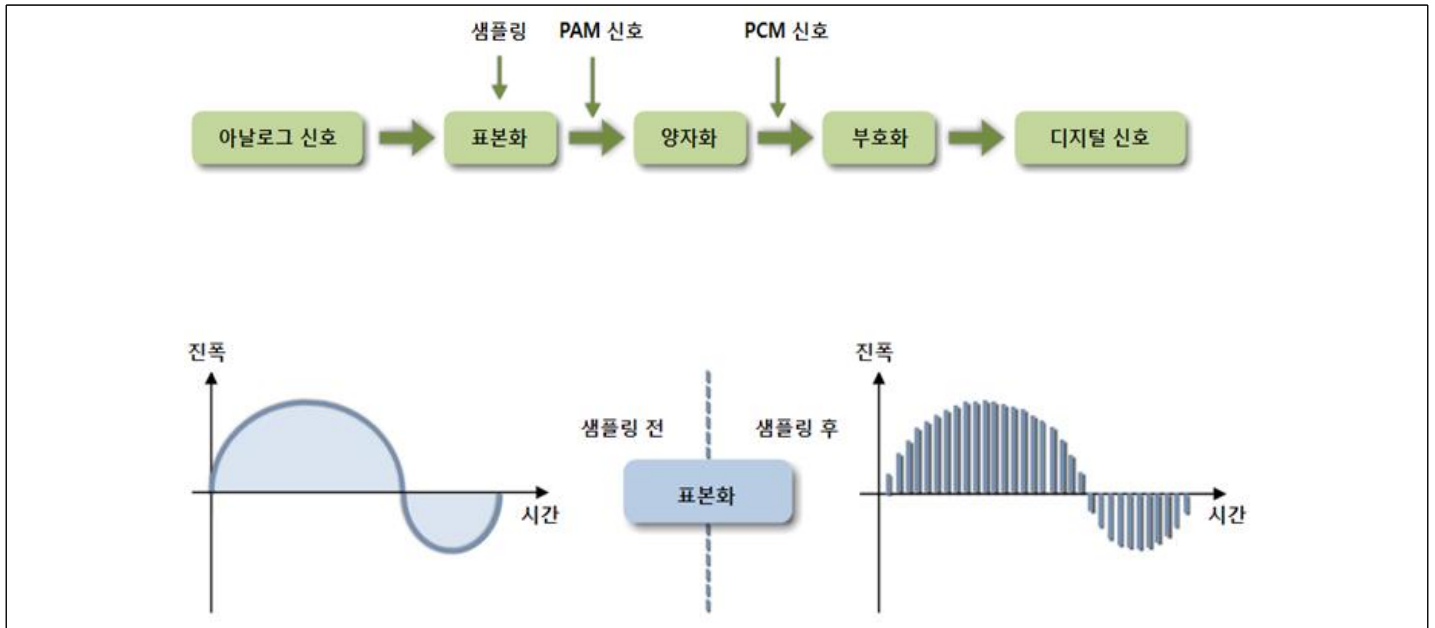 샘플링 PAM 신호 PCM 신호
아날로그 신호 표본화 양자화 부호화 디지털 신호
진폭 진폭
샘플링 전 샘플링 후
표본화
시간 시간